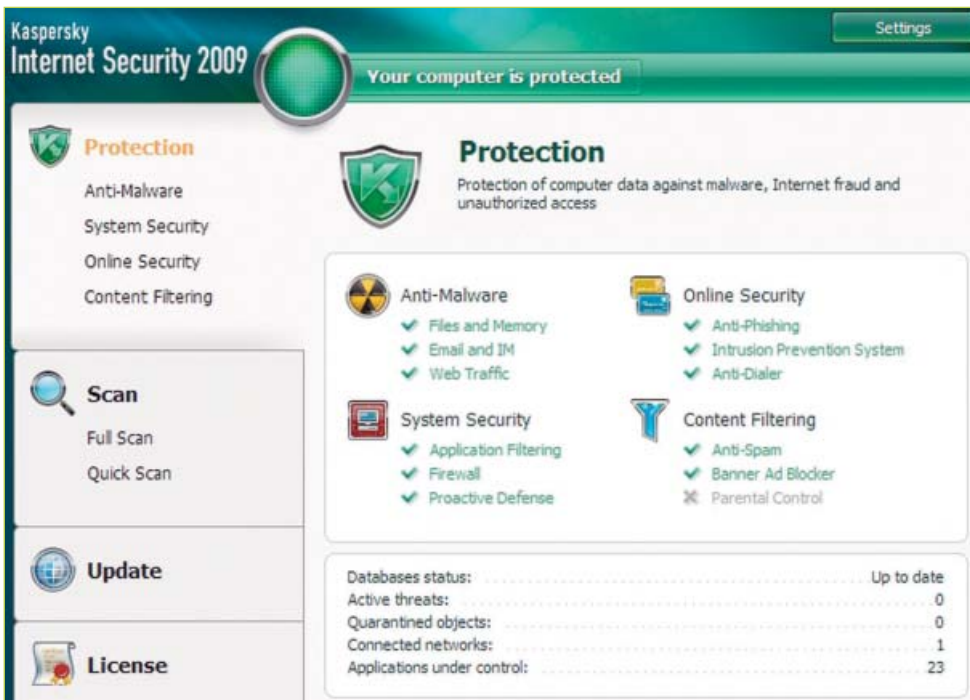 Kaspersky
Internet Security 2009
Settings
Your computer is protected
Protection
Anti-Malware
System Security
Online Security
Content Filtering
Scan
Full Scan
Quick Scan
Update
License
Protection
Protection of computer data against malware, Internet fraud and
unauthorized access
Anti-Malware
Files and Memory
Email and IM
Web Traffic
Online Security
Anti-Phishing
Intrusion Prevention System
Anti-Dialer
System Security
Application Filtering
Firewall
Proactive Defense
Content Filtering
Anti-Spam
Banner Ad Blocker
Parental Control
Databases status: Up to date
Active threats: 0
Quarantined objects: 0
Connected networks: 1
Applications under control: 23